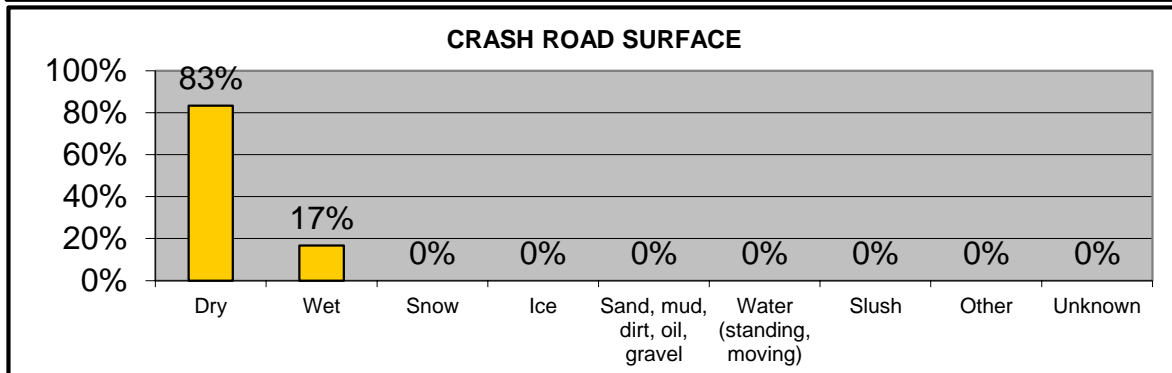 CRASH ROAD SURFACE
100%
80%
60%
40%
20%
0%
83%
17%
0%
0%
0%
0%
0%
0%
0%
Dry
Wet
Snow
Ice
Sand, mud,
dirt, oil,
gravel
Water
(standing,
moving)
Slush
Other
Unknown